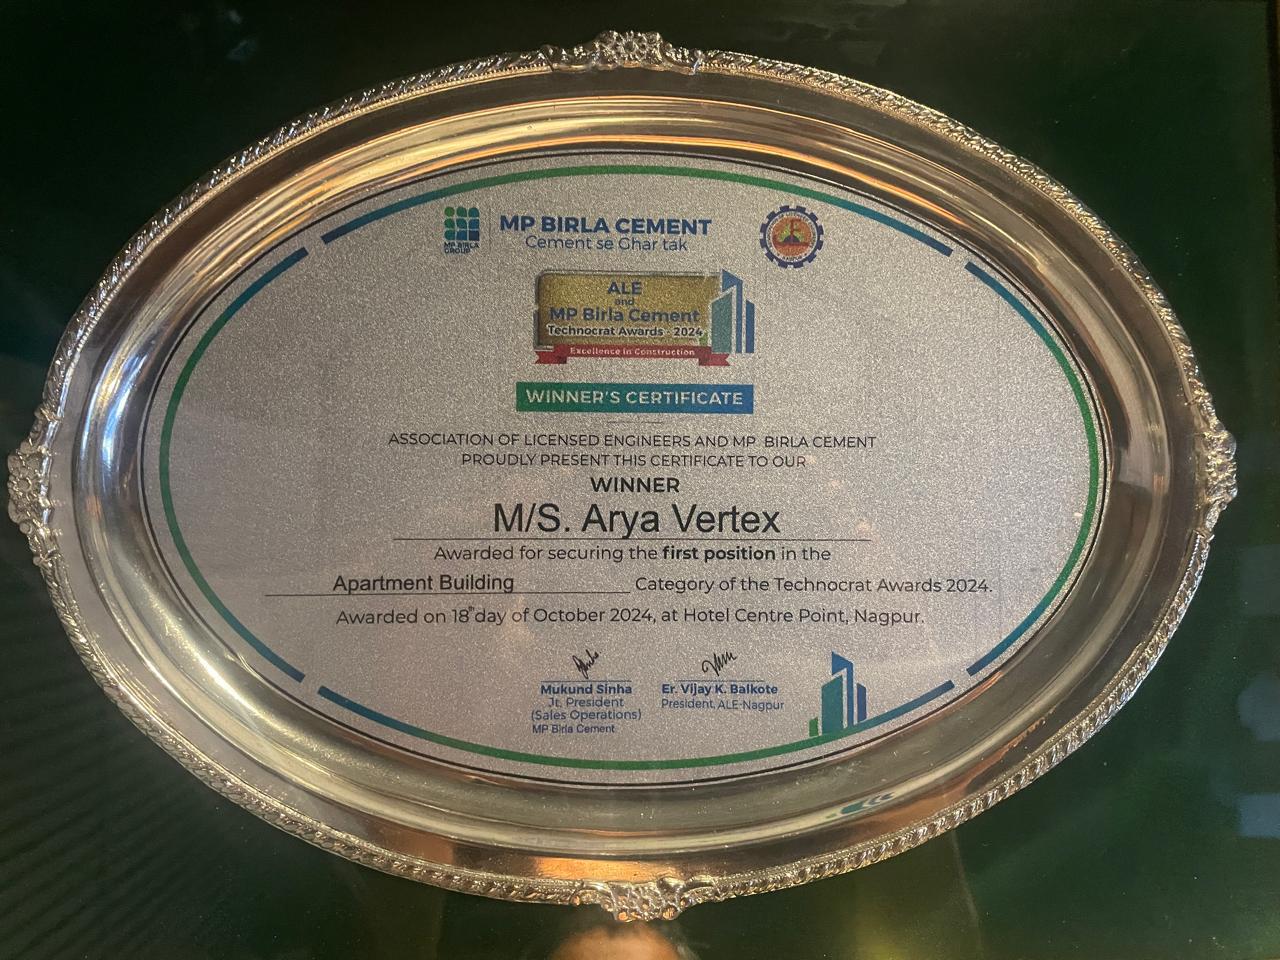 MP BIRLA CEMENT
Cement se Ghar tak
MP BIRLA
GROUP
ALE
and
MP Birla Cement
Technocrat Awards - 2024
Excellence in Construction
WINNER'S CERTIFICATE
ASSOCIATION OF LICENSED ENGINEERS AND MP BIRLA CEMENT
PROUDLY PRESENT THIS CERTIFICATE TO OUR
WINNER
M/S. Arya Vertex
Awarded for securing the first position in the
Apartment Building Category of the Technocrat Awards 2024.
Awarded on 18th day of October 2024, at Hotel Centre Point, Nagpur.
Mukund Sinha
Jt. President
(Sales Operations)
MP Birla Cement
Er. Vijay K. Balkote
President, ALE-Nagpur